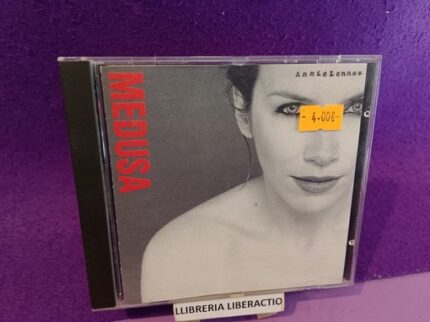 AnnieLennox
MEDUSA
- 4.00€-
LLIBRERIA LIBERACTIO